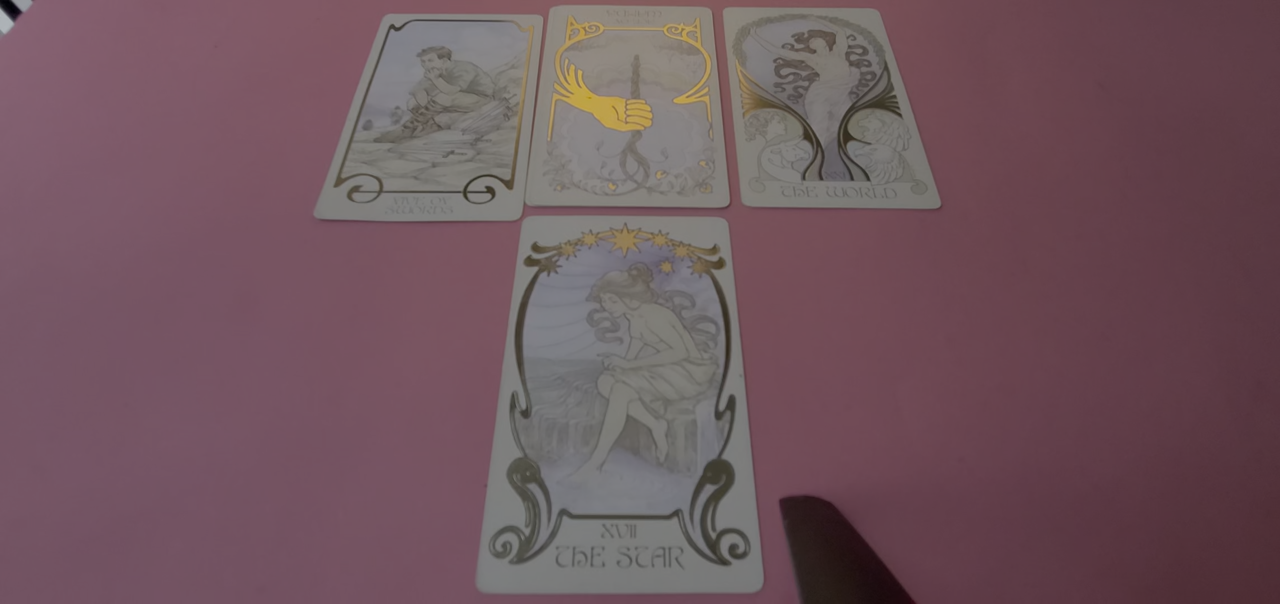 FIVE OF
SWORDS
THE WORLD
XVII
THE STAR